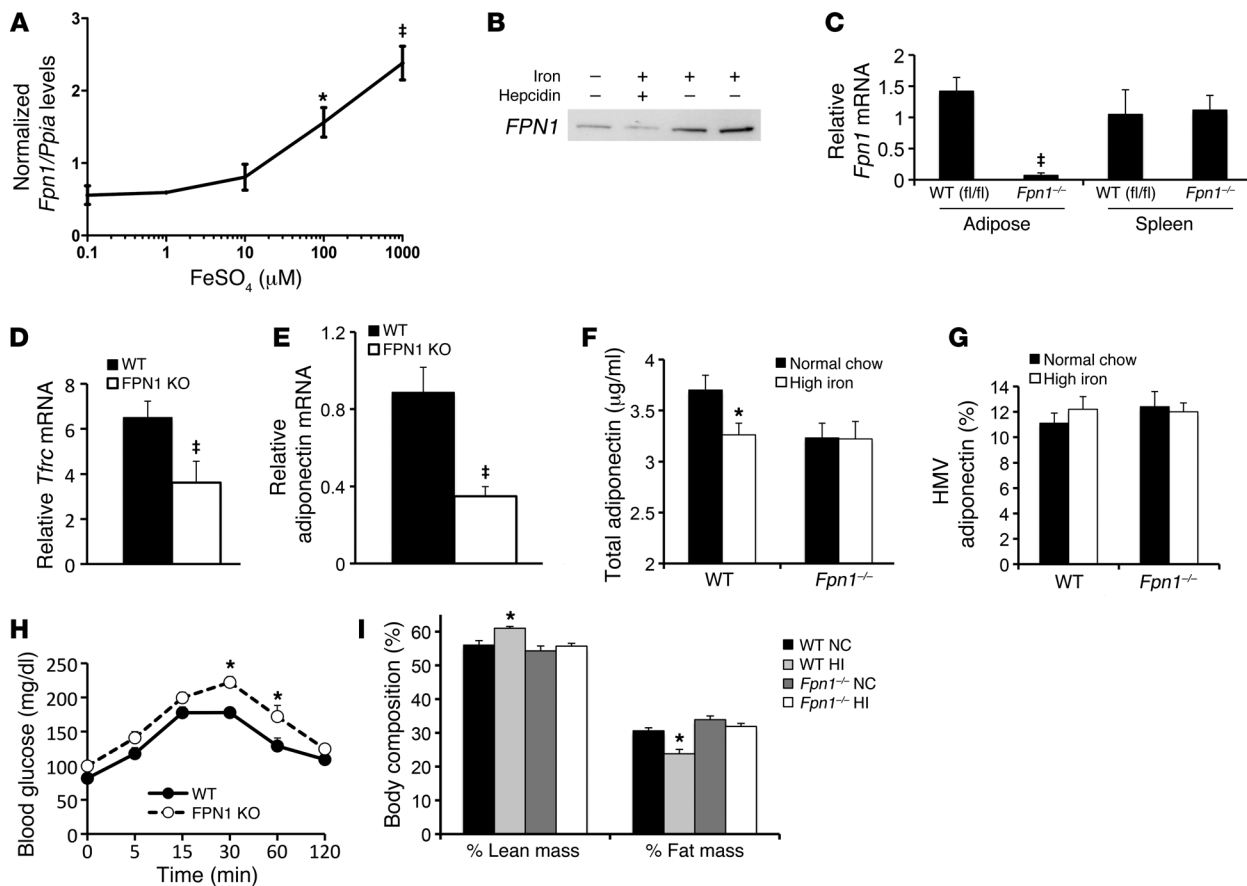 A
Normalized
Fpn1/Ppia levels
3
2
1
0
0.1 1 10 100 1000
* ‡
FeSO4 (μM)
B
Iron – + + +
Hepcidin – + – –
FPN1
C
Relative
Fpn1 mRNA
2
1.5
1
0.5
0
‡
WT (fl/fl) Fpn1–/– WT (fl/fl) Fpn1–/–
Adipose Spleen
D
WT
FPN1 KO
Relative Tfrc mRNA
8
6
4
2
0
‡
E
WT
FPN1 KO
Relative
adiponectin mRNA
1.2
0.8
0.4
0
‡
F
Normal chow
High iron
Total adiponectin (μg/ml)
4
3.5
3
2.5
2
*
WT Fpn1–/–
G
Normal chow
High iron
HMV
adiponectin (%)
14
12
10
8
6
4
2
0
WT Fpn1–/–
H
Blood glucose (mg/dl)
250
200
150
100
50
0
* *
WT
FPN1 KO
0 5 15 30 60 120
Time (min)
I
Body composition (%)
60
50
40
30
20
10
0
* *
% Lean mass % Fat mass
WT NC
WT HI
Fpn1–/– NC
Fpn1–/– HI